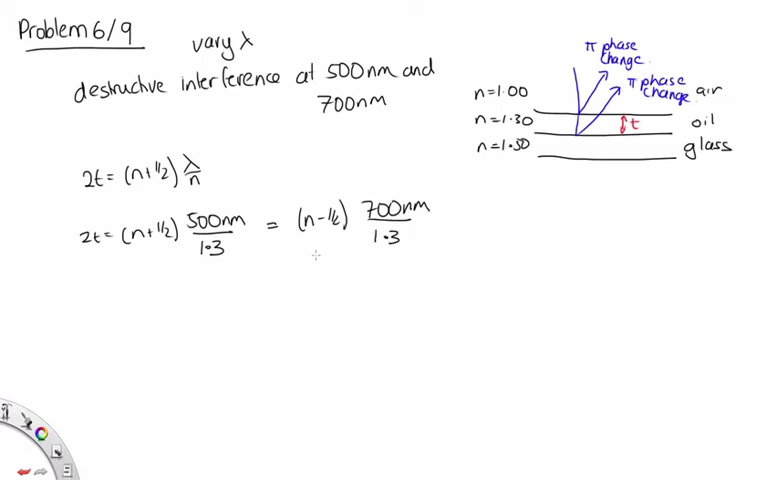 Problem 6/9
vary λ
destructive interference at 500nm and
700nm
2t = (n+1/2) λ/n
2t = (n+1/2) 500nm/1.3 = (n-1/2) 700nm/1.3
π phase
change
π phase
change
n=1.00 air
n=1.30 t oil
n=1.50 glass